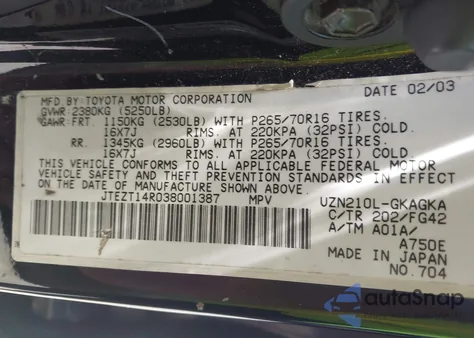 MFD BY: TOYOTA MOTOR CORPORATION DATE 02/03
GVWR 2380KG (5250LB)
GAWR: FRT. 1150KG (2530LB) WITH P265/70R16 TIRES.
16X7J RIMS. AT 220KPA (32PSI) COLD.
RR. 1345KG (2960LB) WITH P265/70R16 TIRES.
16X7J RIMS. AT 220KPA (32PSI) COLD.
THIS VEHICLE CONFORMS TO ALL APPLICABLE FEDERAL MOTOR
VEHICLE SAFETY AND THEFT PREVENTION STANDARDS IN EFFECT
ON THE DATE OF MANUFACTURE SHOWN ABOVE.
JTEZT14R038001387 MPV UZN210L-GKAGKA
C/TR 202/FG42
A/TM A01A/
A750E
MADE IN JAPAN
NO.704
autoSnap